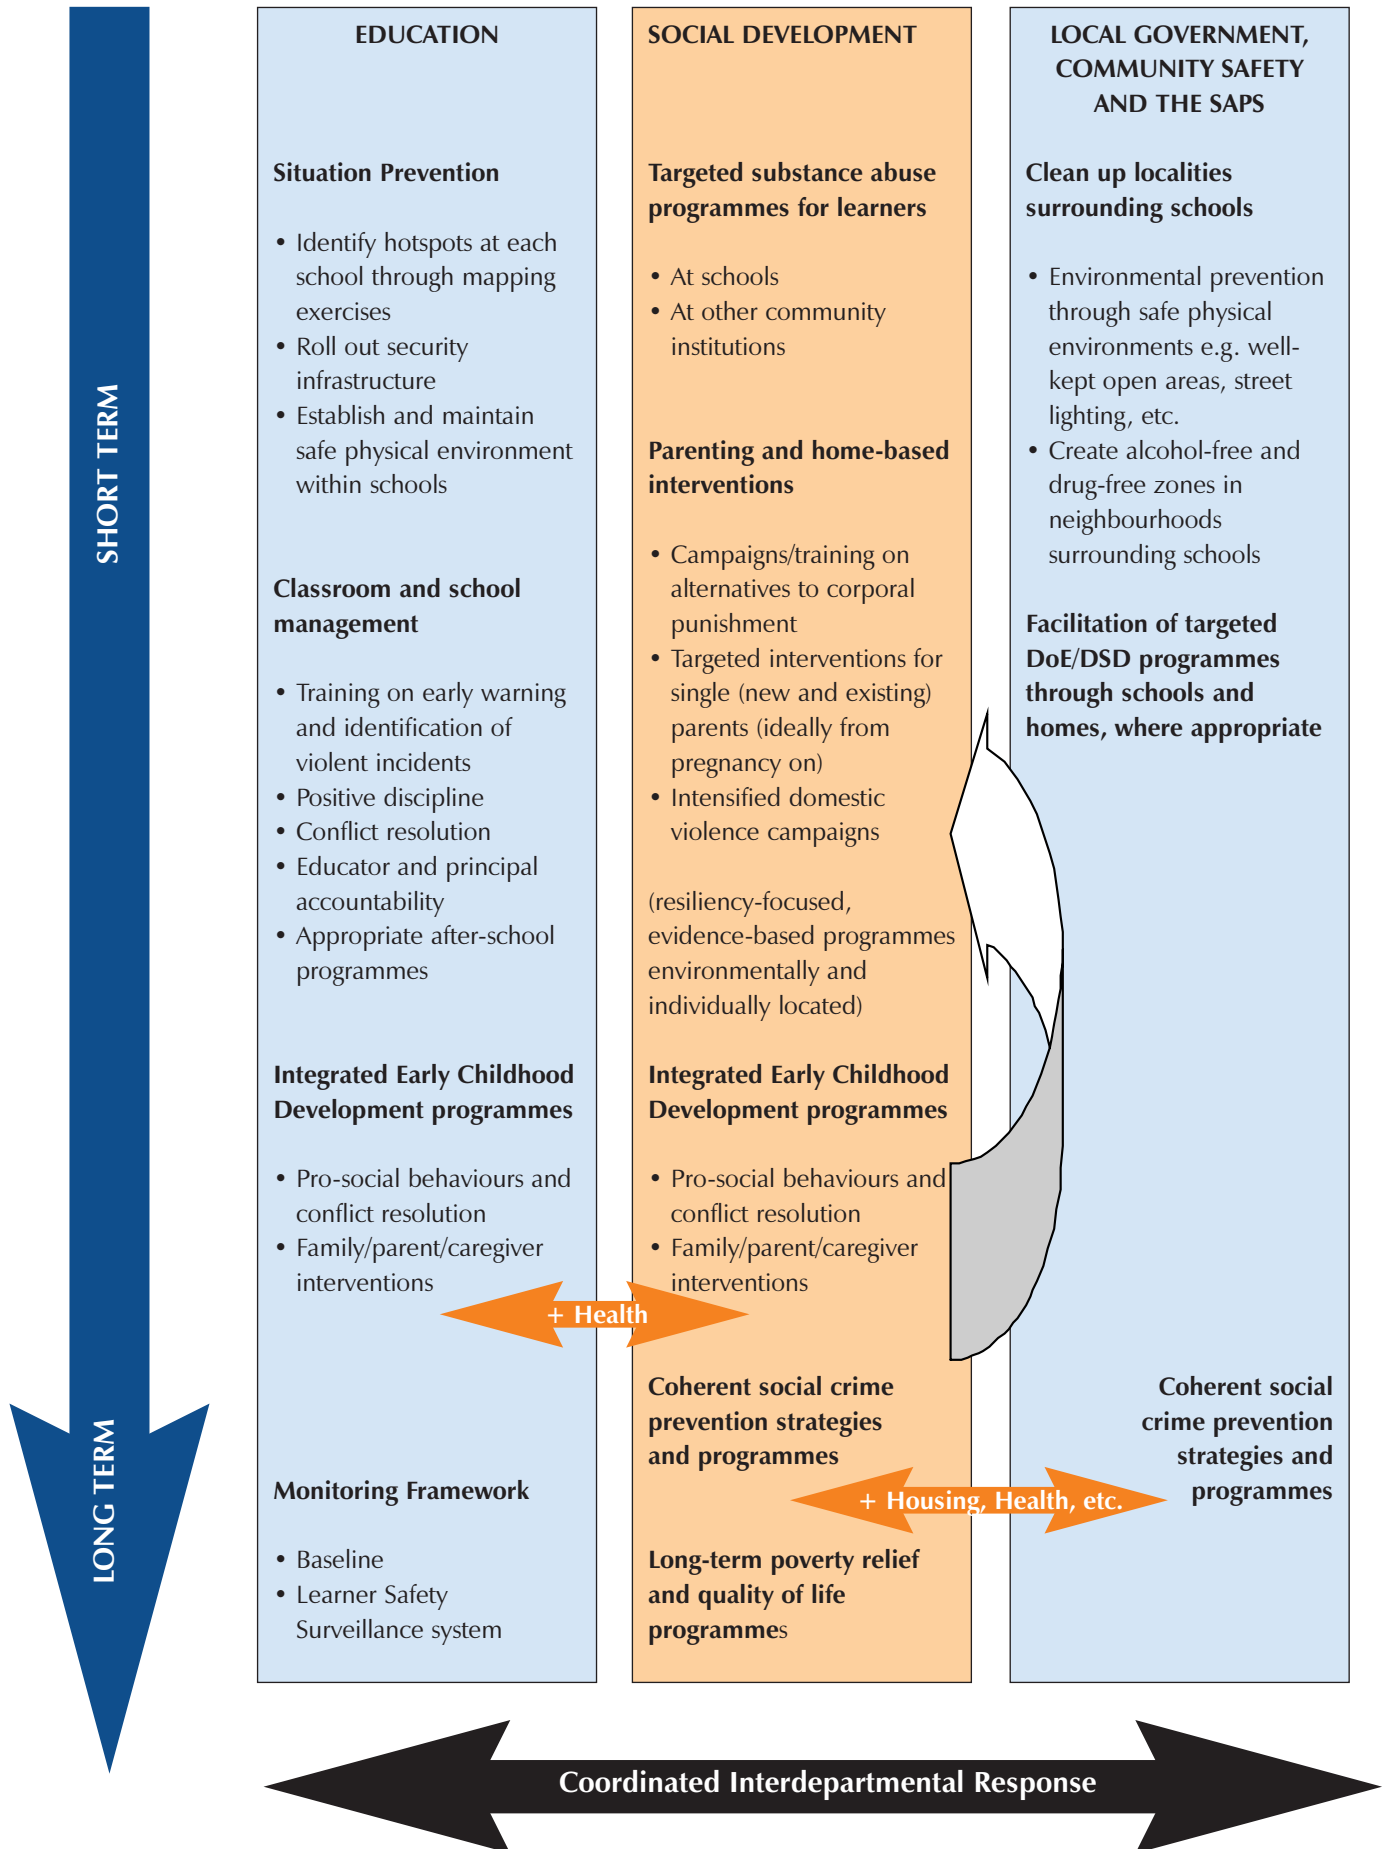 SHORT TERM
LONG TERM
EDUCATION
Situation Prevention
• Identify hotspots at each
school through mapping
exercises
• Roll out security
infrastructure
• Establish and maintain
safe physical environment
within schools
Classroom and school
management
• Training on early warning
and identification of
violent incidents
• Positive discipline
• Conflict resolution
• Educator and principal
accountability
• Appropriate after-school
programmes
Integrated Early Childhood
Development programmes
• Pro-social behaviours and
conflict resolution
• Family/parent/caregiver
interventions
+ Health
Monitoring Framework
• Baseline
• Learner Safety
Surveillance system
SOCIAL DEVELOPMENT
Targeted substance abuse
programmes for learners
• At schools
• At other community
institutions
Parenting and home-based
interventions
• Campaigns/training on
alternatives to corporal
punishment
• Targeted interventions for
single (new and existing)
parents (ideally from
pregnancy on)
• Intensified domestic
violence campaigns
(resiliency-focused,
evidence-based programmes
environmentally and
individually located)
Integrated Early Childhood
Development programmes
• Pro-social behaviours and
conflict resolution
• Family/parent/caregiver
interventions
Coherent social crime
prevention strategies
and programmes
+ Housing, Health, etc.
Long-term poverty relief
and quality of life
programmes
LOCAL GOVERNMENT,
COMMUNITY SAFETY
AND THE SAPS
Clean up localities
surrounding schools
• Environmental prevention
through safe physical
environments e.g. well-
kept open areas, street
lighting, etc.
• Create alcohol-free and
drug-free zones in
neighbourhoods
surrounding schools
Facilitation of targeted
DoE/DSD programmes
through schools and
homes, where appropriate
Coherent social
crime prevention
strategies and
programmes
Coordinated Interdepartmental Response